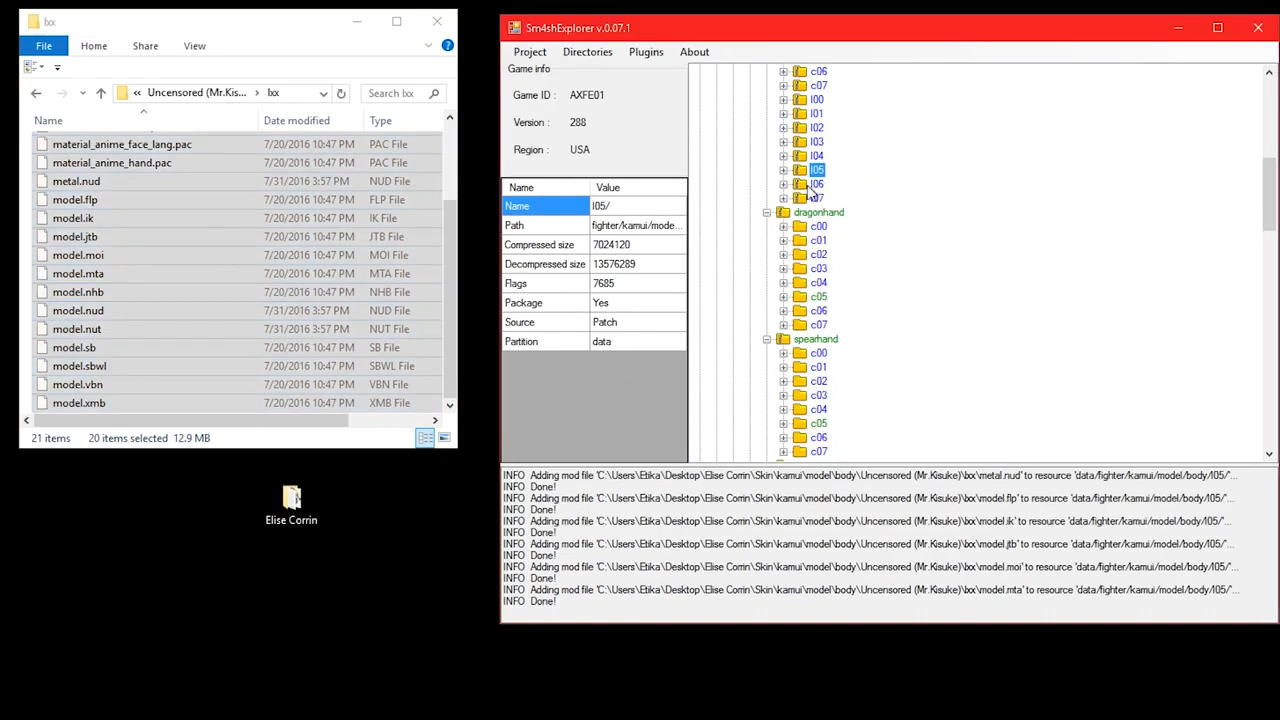 lxx
File Home Share View
« Uncensored (Mr.Kis... > lxx
Search lxx
Name Date modified Type
material_anime_face_lang.pac 7/20/2016 10:47 PM PAC File
material_anime_hand.pac 7/20/2016 10:47 PM PAC File
metal.nud 7/31/2016 3:57 PM NUD File
model.flp 7/20/2016 10:47 PM FLP File
model.ik 7/20/2016 10:47 PM IK File
model.jtb 7/20/2016 10:47 PM JTB File
model.moi 7/20/2016 10:47 PM MOI File
model.mta 7/20/2016 10:47 PM MTA File
model.nhb 7/20/2016 10:47 PM NHB File
model.nud 7/31/2016 3:57 PM NUD File
model.nut 7/31/2016 3:57 PM NUT File
model.sb 7/20/2016 10:47 PM SB File
model.sbwl 7/20/2016 10:47 PM SBWL File
model.vbn 7/20/2016 10:47 PM VBN File
model.xmb 7/20/2016 10:47 PM XMB File
21 items 20 items selected 12.9 MB
Elise Corrin
Sm4shExplorer v.0.07.1
Project Directories Plugins About
Game info
Game ID : AXFE01
Version : 288
Region : USA
Name Value
Name l05/
Path fighter/kamui/mode...
Compressed size 7024120
Decompressed size 13576289
Flags 7685
Package Yes
Source Patch
Partition data
c06
c07
l00
l01
l02
l03
l04
l05
l06
dragonhand
c00
c01
c02
c03
c04
c05
c06
c07
spearhand
c00
c01
c02
c03
c04
c05
c06
c07
INFO Adding mod file 'C:\Users\Etika\Desktop\Elise Corrin\Skin\kamui\model\body\Uncensored (Mr.Kisuke)\lxx\metal.nud' to resource 'data/fighter/kamui/model/body/l05/'...
INFO Done!
INFO Adding mod file 'C:\Users\Etika\Desktop\Elise Corrin\Skin\kamui\model\body\Uncensored (Mr.Kisuke)\lxx\model.flp' to resource 'data/fighter/kamui/model/body/l05/'...
INFO Done!
INFO Adding mod file 'C:\Users\Etika\Desktop\Elise Corrin\Skin\kamui\model\body\Uncensored (Mr.Kisuke)\lxx\model.ik' to resource 'data/fighter/kamui/model/body/l05/'...
INFO Done!
INFO Adding mod file 'C:\Users\Etika\Desktop\Elise Corrin\Skin\kamui\model\body\Uncensored (Mr.Kisuke)\lxx\model.jtb' to resource 'data/fighter/kamui/model/body/l05/'...
INFO Done!
INFO Adding mod file 'C:\Users\Etika\Desktop\Elise Corrin\Skin\kamui\model\body\Uncensored (Mr.Kisuke)\lxx\model.moi' to resource 'data/fighter/kamui/model/body/l05/'...
INFO Done!
INFO Adding mod file 'C:\Users\Etika\Desktop\Elise Corrin\Skin\kamui\model\body\Uncensored (Mr.Kisuke)\lxx\model.mta' to resource 'data/fighter/kamui/model/body/l05/'...
INFO Done!